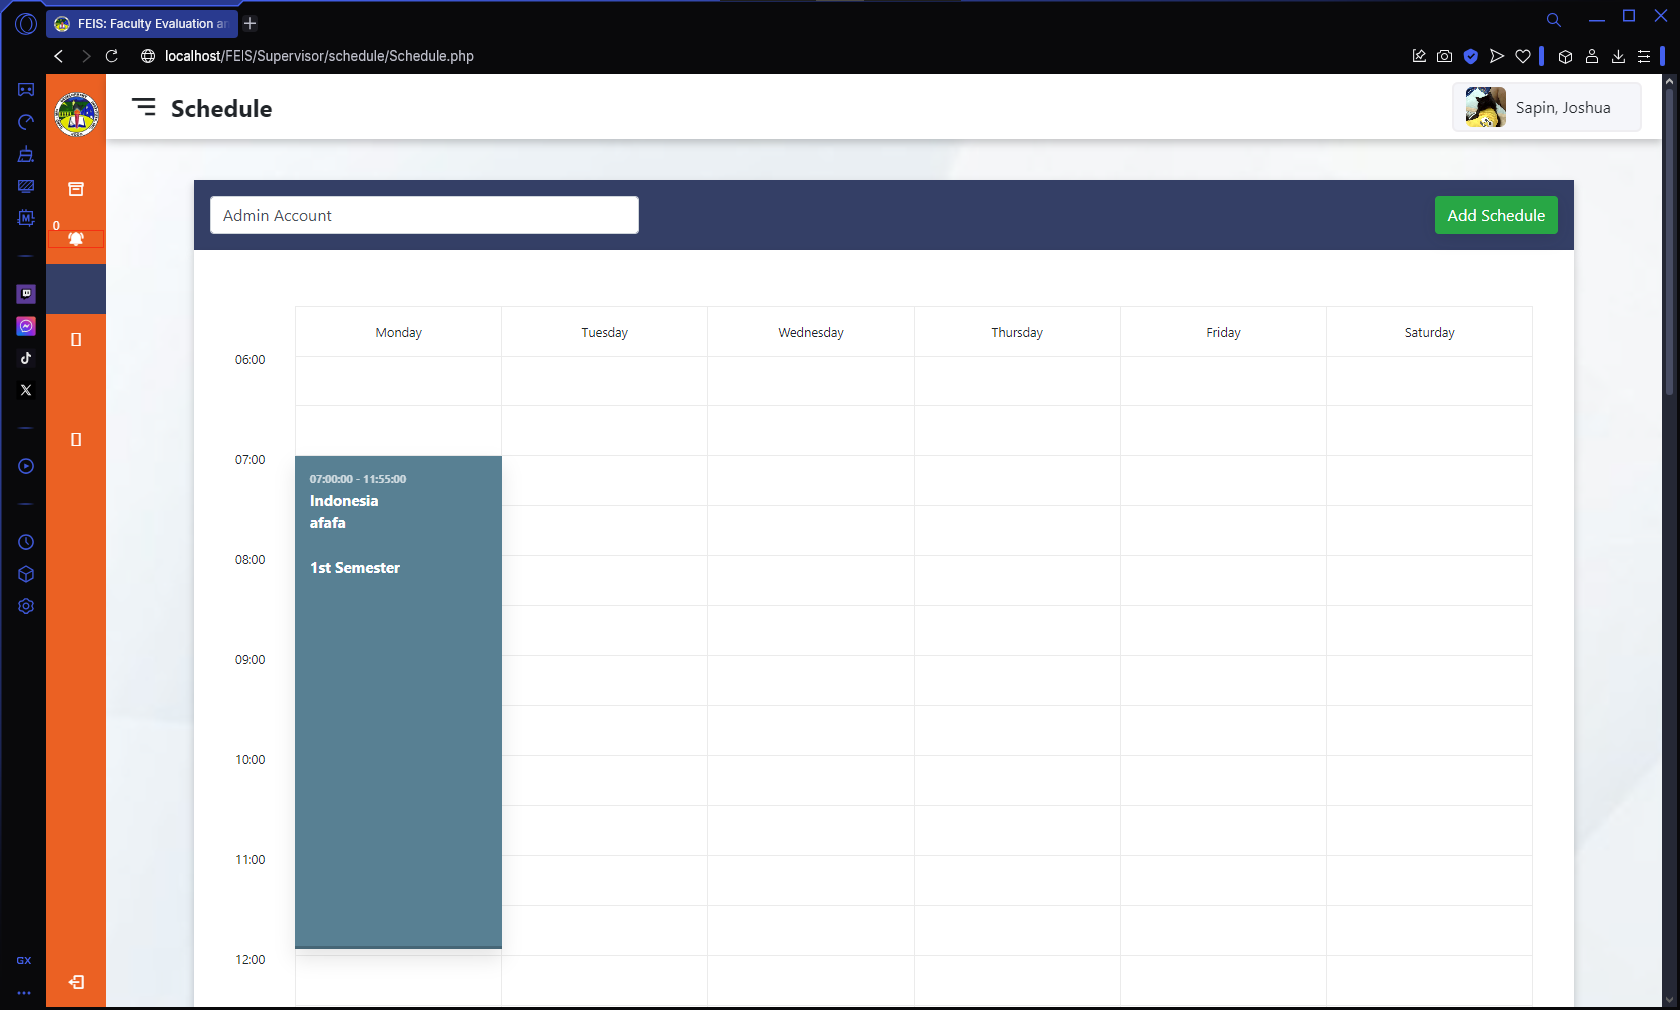 FEIS: Faculty Evaluation a
localhost/FEIS/Supervisor/schedule/Schedule.php
Schedule
Sapin, Joshua
0
Admin Account
Add Schedule
Monday Tuesday Wednesday Thursday Friday Saturday
06:00
07:00
07:00:00 - 11:55:00
Indonesia
afafa
08:00
1st Semester
09:00
10:00
11:00
12:00
GX